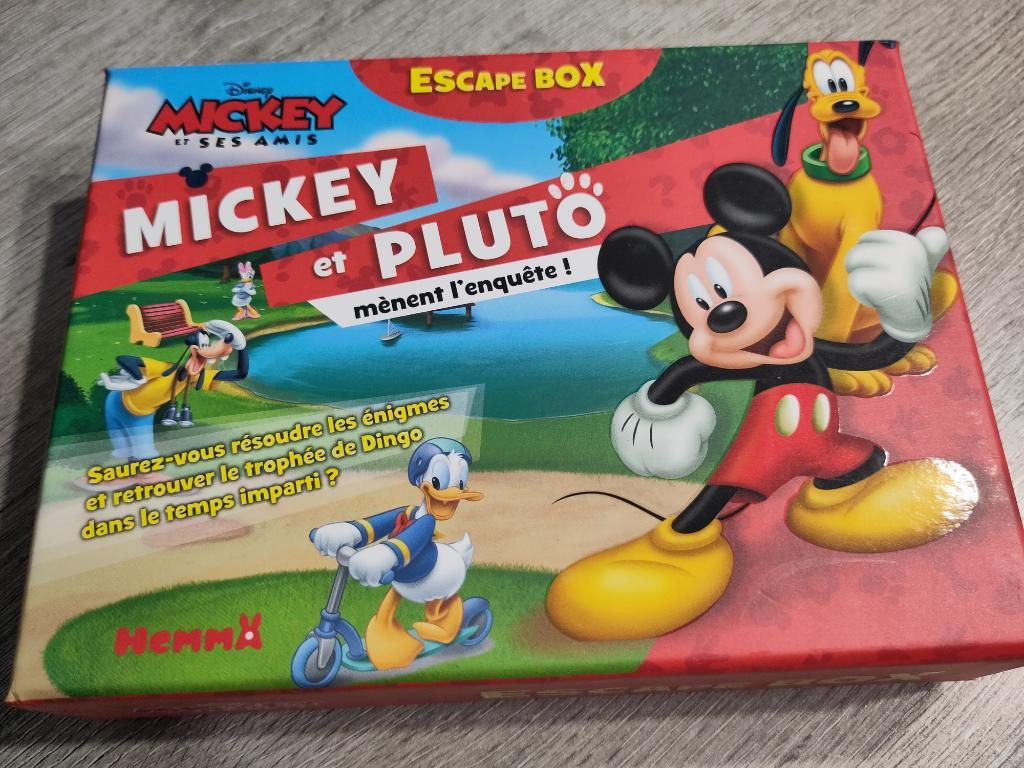 ESCAPE BOX
Disney
MICKEY
ET SES AMIS
MICKEY
et PLUTO
mènent l'enquête !
Saurez-vous résoudre les énigmes
et retrouver le trophée de Dingo
dans le temps imparti ?
Hemma
ESCAPE BOX